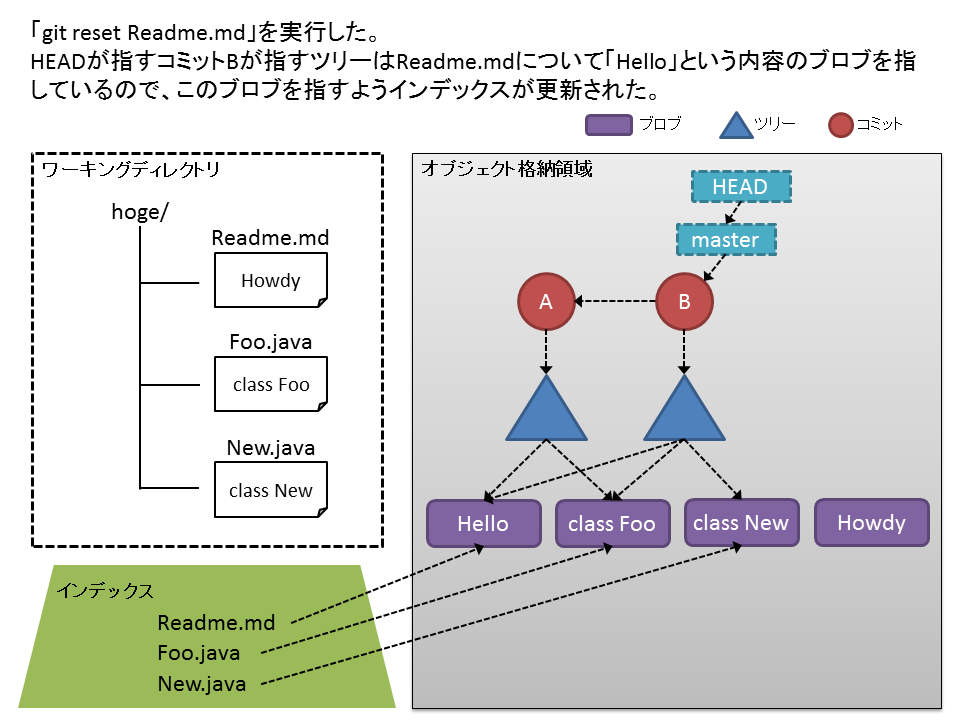 「git reset Readme.md」を実行した。
HEADが指すコミットBが指すツリーはReadme.mdについて「Hello」という内容のブロブを指
しているので、このブロブを指すようインデックスが更新された。
ブロブ
ツリー
コミット
ワーキングディレクトリ
hoge/
Readme.md
Howdy
Foo.java
class Foo
New.java
class New
オブジェクト格納領域
HEAD
master
A
B
Hello
class Foo
class New
Howdy
インデックス
Readme.md
Foo.java
New.java